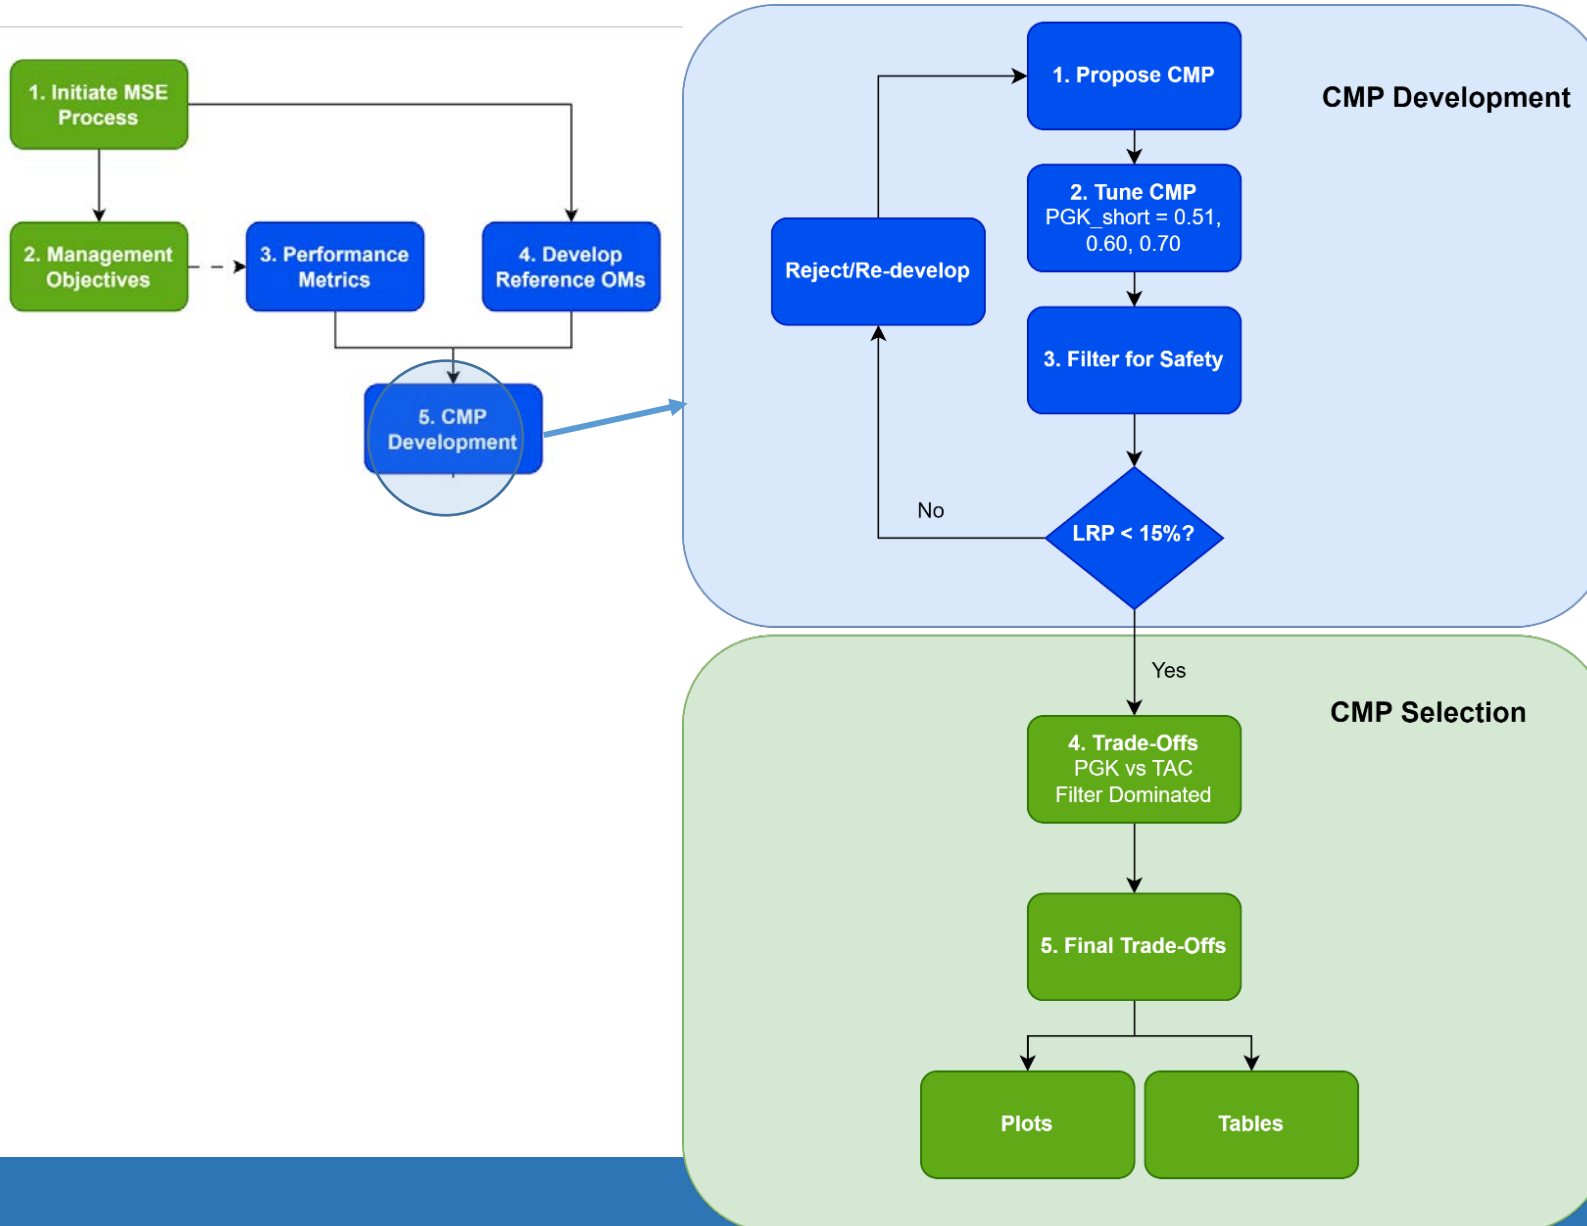 1. Initiate MSE
Process
2. Management
Objectives
3. Performance
Metrics
4. Develop
Reference OMs
5. CMP
Development
CMP Development
1. Propose CMP
2. Tune CMP
PGK_short = 0.51,
0.60, 0.70
Reject/Re-develop
3. Filter for Safety
No
LRP < 15%?
Yes
CMP Selection
4. Trade-Offs
PGK vs TAC
Filter Dominated
5. Final Trade-Offs
Plots
Tables